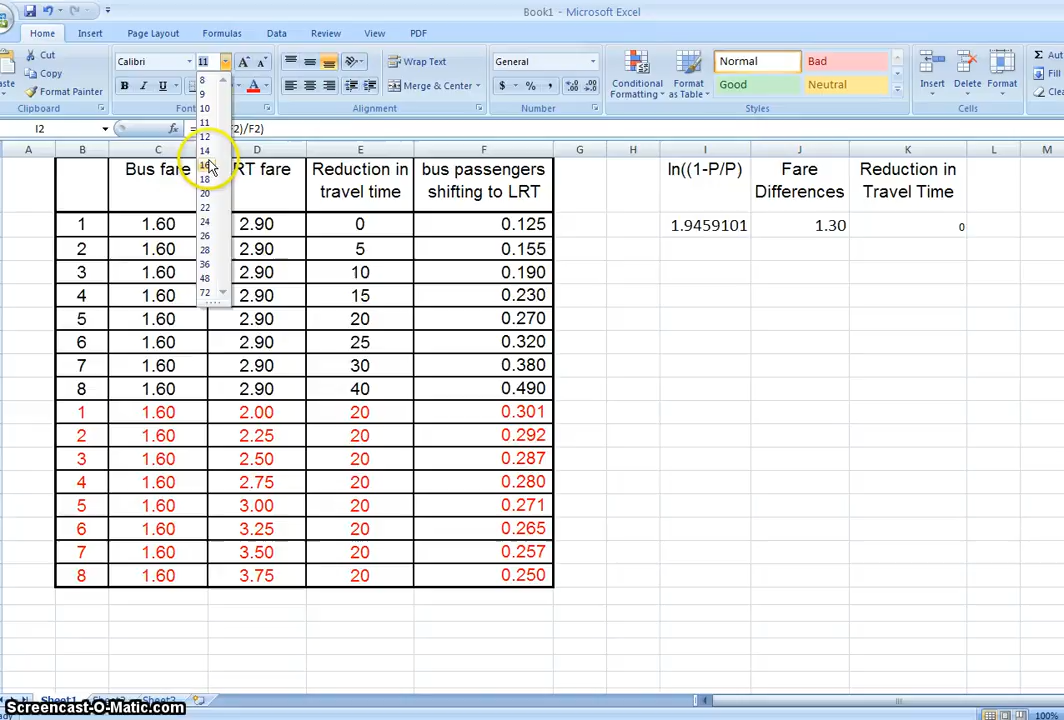 Book1 - Microsoft Excel
Home Insert Page Layout Formulas Data Review View PDF
Cut
Copy
Format Painter
Clipboard
Calibri 11
B I U
Wrap Text
Merge & Center
Alignment
General
$ % ,
Number
Conditional Formatting
Format as Table
Normal Bad
Good Neutral
Styles
Insert Delete Format
Cells
Fill
I2
fx
2)/F2)
8
9
10
11
12
14
16
18
20
22
24
26
28
36
48
72
A B C D E F G H I J K L M
Bus fare RT fare Reduction in travel time bus passengers shifting to LRT ln((1-P/P) Fare Differences Reduction in Travel Time
1 1.60 2.90 0 0.125 1.9459101 1.30 0
2 1.60 2.90 5 0.155
3 1.60 2.90 10 0.190
4 1.60 2.90 15 0.230
5 1.60 2.90 20 0.270
6 1.60 2.90 25 0.320
7 1.60 2.90 30 0.380
8 1.60 2.90 40 0.490
1 1.60 2.00 20 0.301
2 1.60 2.25 20 0.292
3 1.60 2.50 20 0.287
4 1.60 2.75 20 0.280
5 1.60 3.00 20 0.271
6 1.60 3.25 20 0.265
7 1.60 3.50 20 0.257
8 1.60 3.75 20 0.250
Sheet1
Screencast-O-Matic.com
100%